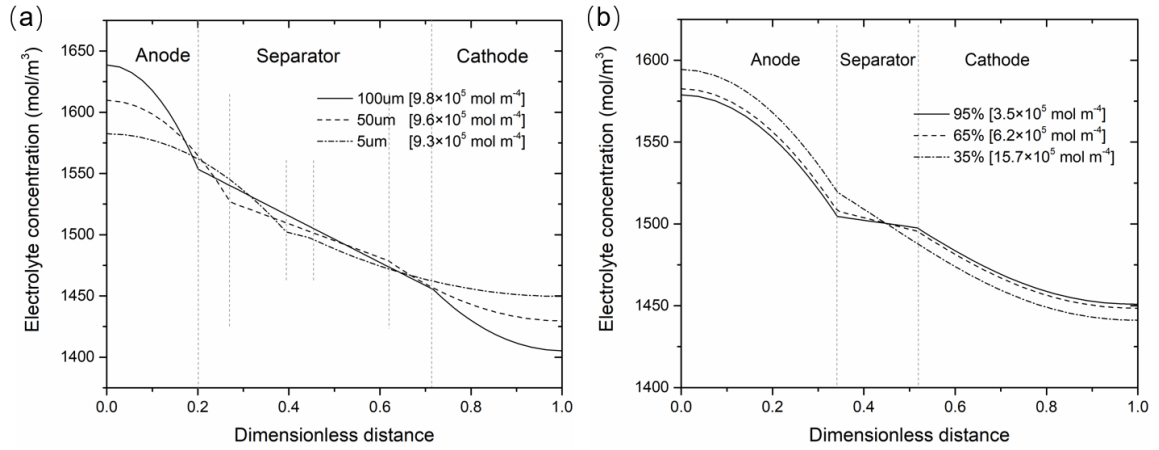 (a)
Electrolyte concentration (mol/m³)
1650
1600
1550
1500
1450
1400
Anode
Separator
Cathode
100um [9.8×10⁵ mol m⁻⁴]
50um [9.6×10⁵ mol m⁻⁴]
5um [9.3×10⁵ mol m⁻⁴]
0.0 0.2 0.4 0.6 0.8 1.0
Dimensionless distance
(b)
Electrolyte concentration (mol/m³)
1600
1550
1500
1450
1400
Anode
Separator
Cathode
95% [3.5×10⁵ mol m⁻⁴]
65% [6.2×10⁵ mol m⁻⁴]
35% [15.7×10⁵ mol m⁻⁴]
0.0 0.2 0.4 0.6 0.8 1.0
Dimensionless distance